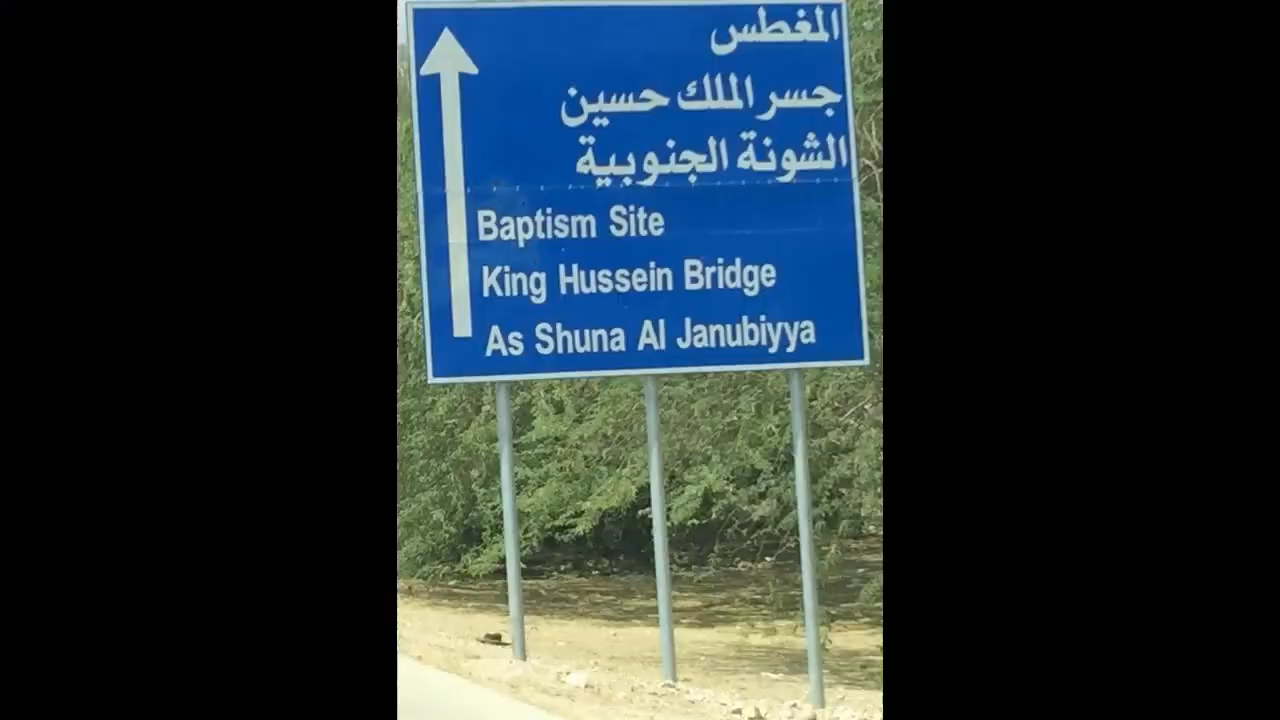 المغطس
جسر الملك حسين
الشونة الجنوبية
Baptism Site
King Hussein Bridge
As Shuna Al Janubiyya